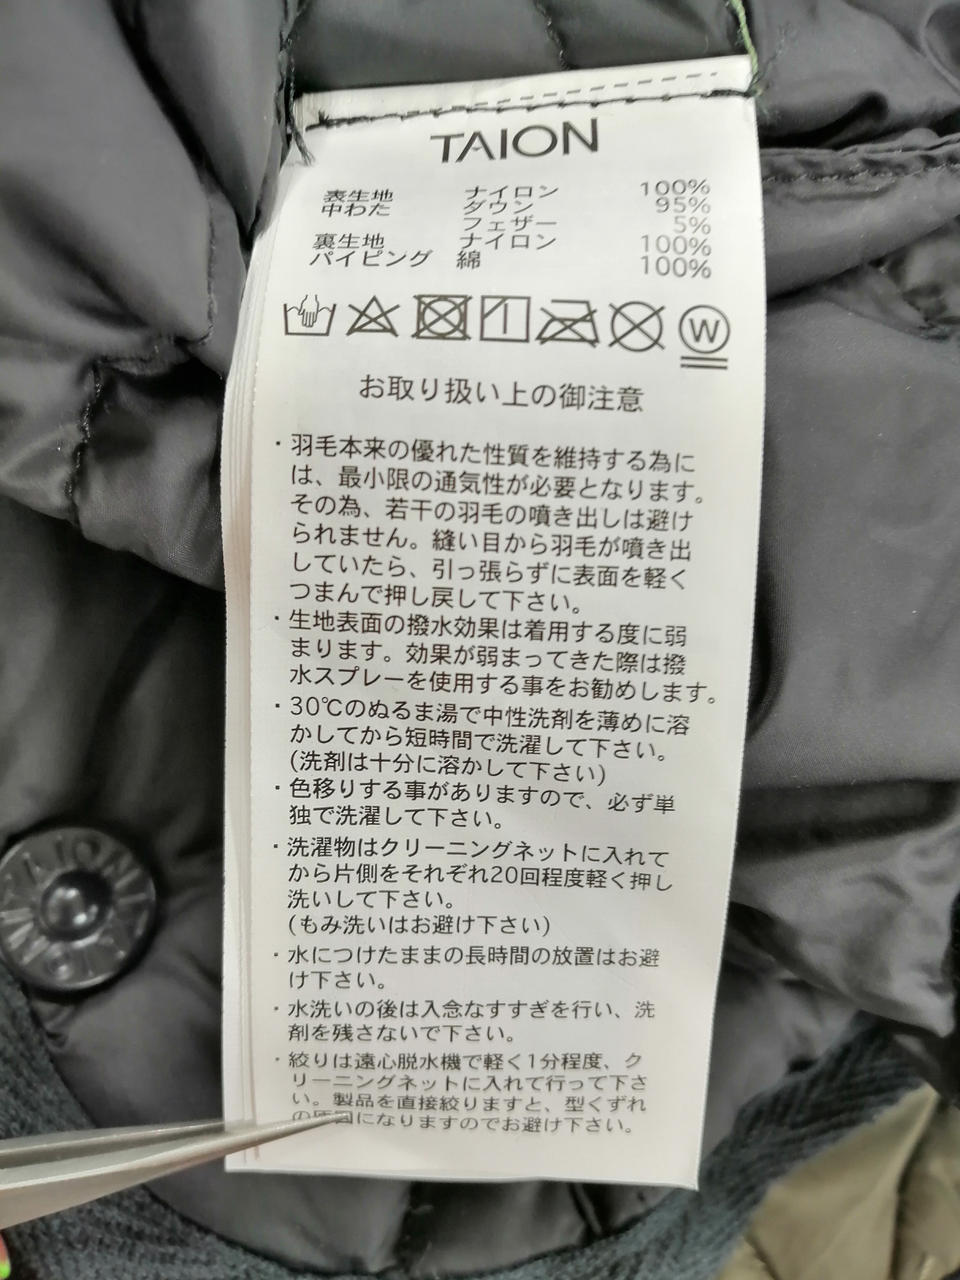 TAION
表生地 ナイロン 100%
中わた ダウン 95%
フェザー 5%
裏生地 ナイロン 100%
パイピング 綿 100%
W
お取り扱い上の御注意
・羽毛本来の優れた性質を維持する為に
は、最小限の通気性が必要となります。
その為、若干の羽毛の噴き出しは避け
られません。縫い目から羽毛が噴き出
していたら、引っ張らずに表面を軽く
つまんで押し戻して下さい。
・生地表面の撥水効果は着用する度に弱
まります。効果が弱まってきた際は撥
水スプレーを使用する事をお勧めします。
・30℃のぬるま湯で中性洗剤を薄めに溶
かしてから短時間で洗濯して下さい。
(洗剤は十分に溶かして下さい)
・色移りする事がありますので、必ず単
独で洗濯して下さい。
・洗濯物はクリーニングネットに入れて
から片側をそれぞれ20回程度軽く押し
洗いして下さい。
(もみ洗いはお避け下さい)
・水につけたままの長時間の放置はお避
け下さい。
・水洗いの後は入念なすすぎを行い、洗
剤を残さないで下さい。
・絞りは遠心脱水機で軽く1分程度、ク
リーニングネットに入れて行って下さ
い。製品を直接絞りますと、型くずれ
の原因になりますのでお避け下さい。
TAION